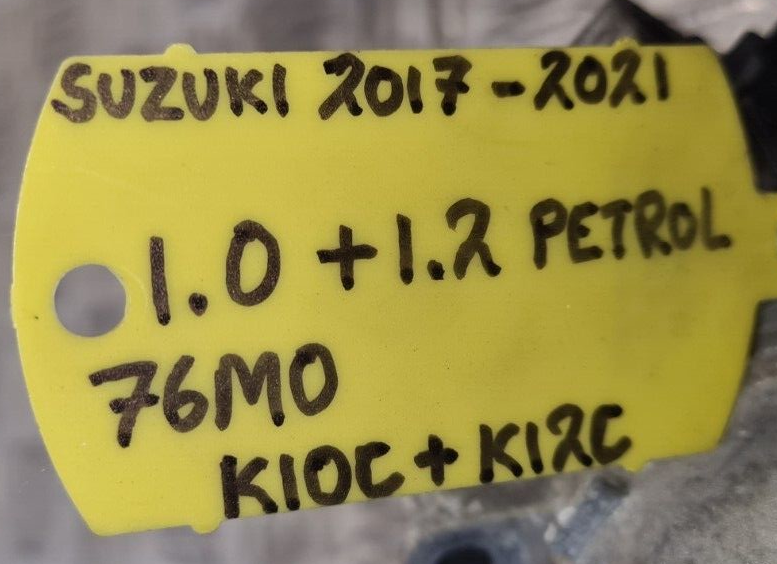 SUZUKI 2017-2021
1.0 + 1.2 PETROL
76M0
K10C + K12C